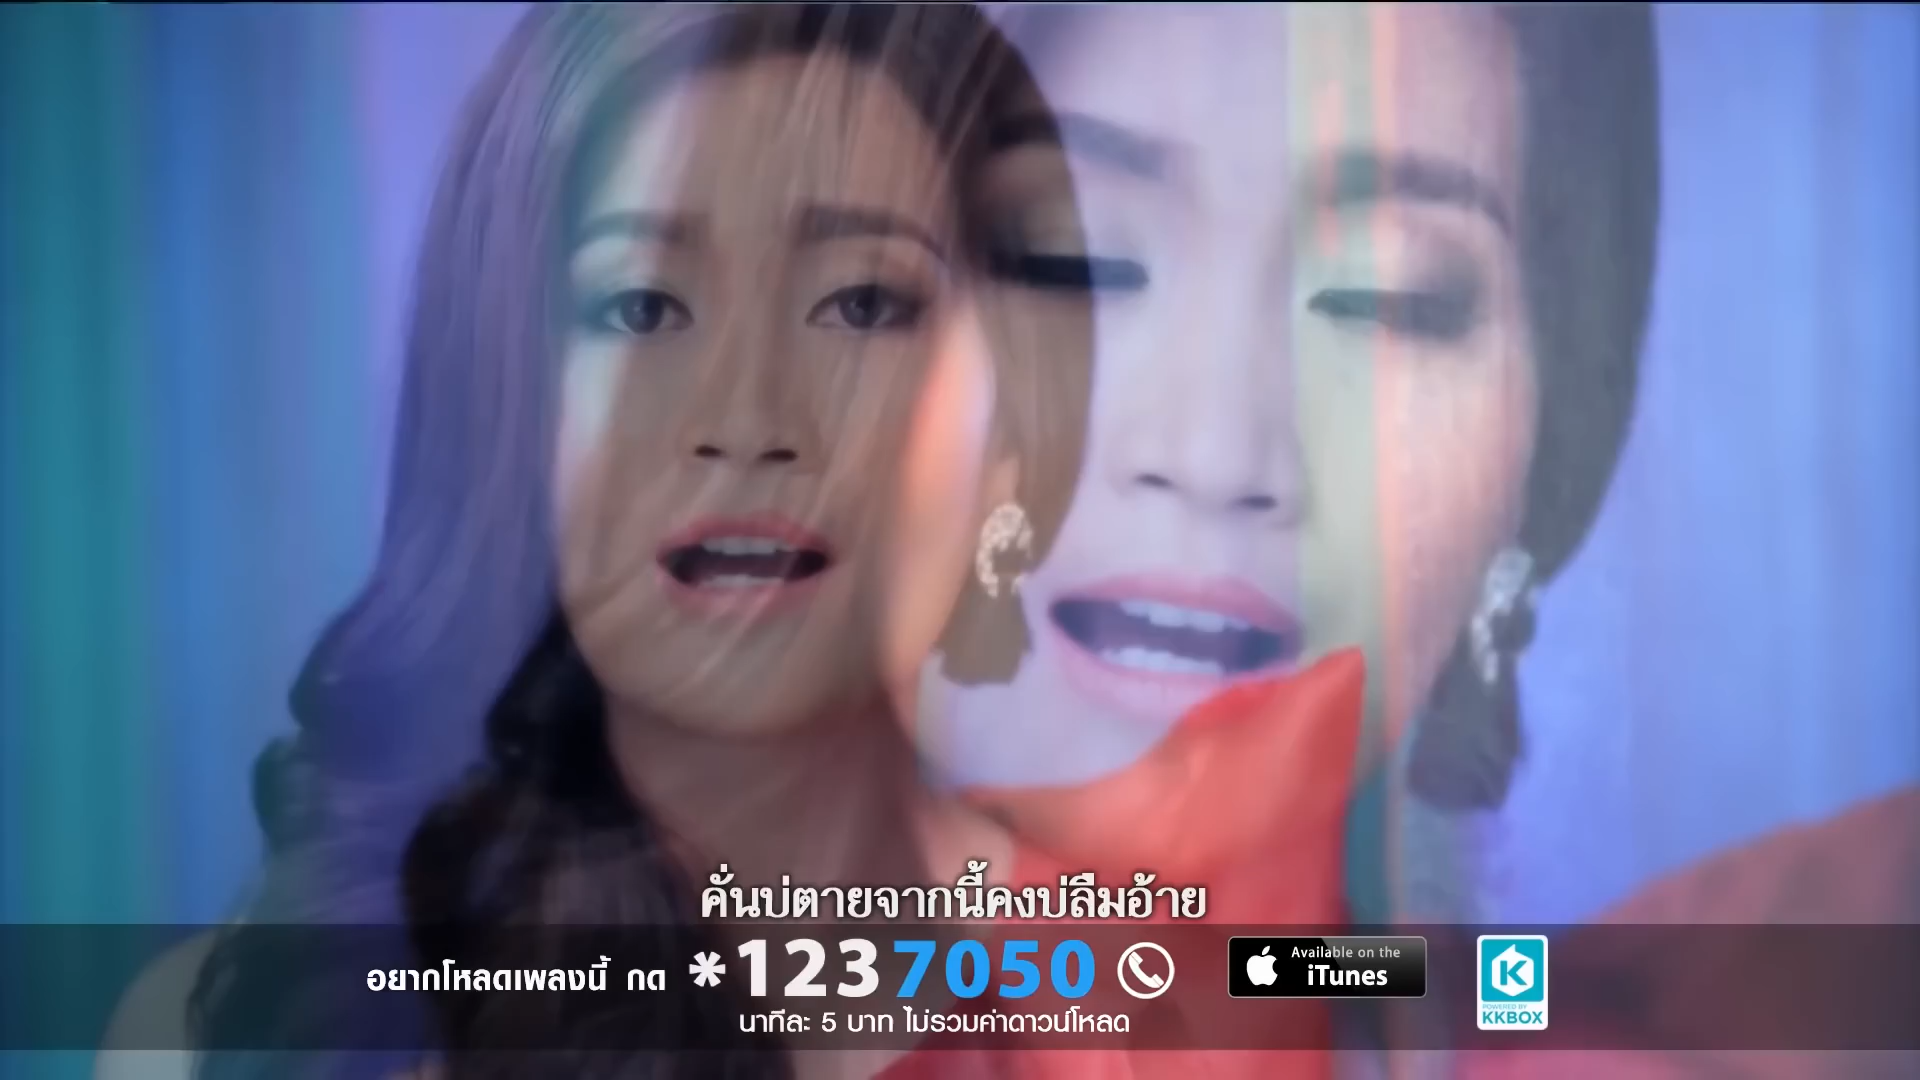 คั่นบ่ตายจากนี้คงบ่ลืมอ้าย
อยากโหลดเพลงนี้ กด *1237050
นาทีละ 5 บาท ไม่รวมค่าดาวน์โหลด
Available on the
iTunes
POWERED BY
KKBOX